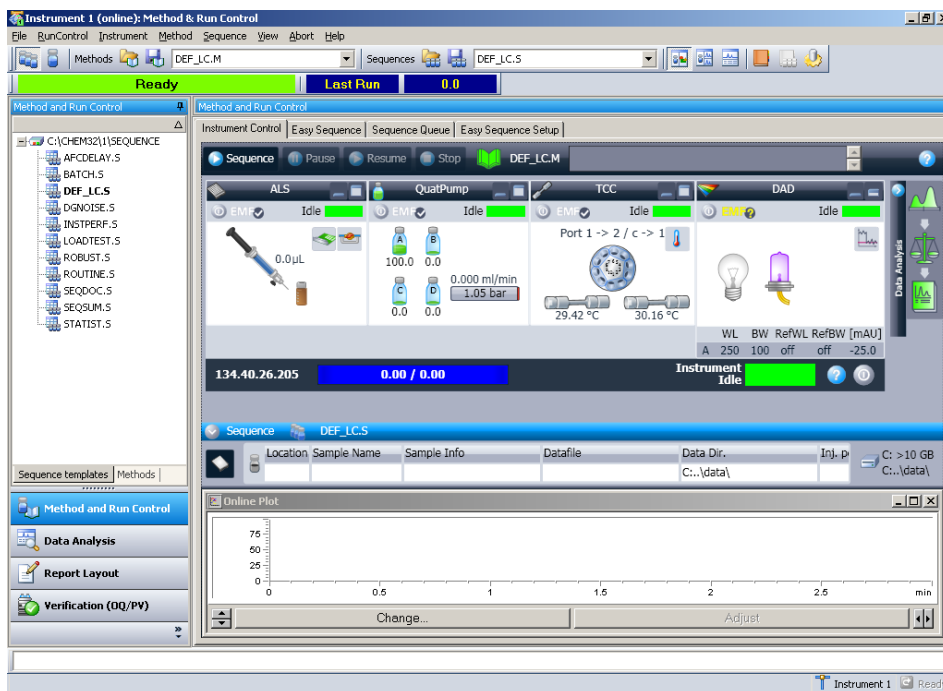 Instrument 1 (online): Method & Run Control
File RunControl Instrument Method Sequence View Abort Help
Methods DEF_LC.M Sequences DEF_LC.S
Ready Last Run 0.0
Method and Run Control
C:\CHEM32\1\SEQUENCE
AFCDELAY.S
BATCH.S
DEF_LC.S
DGNOISE.S
INSTPERF.S
LOADTEST.S
ROBUST.S
ROUTINE.S
SEQDOC.S
SEQSUM.S
STATIST.S
Sequence templates Methods
Method and Run Control
Data Analysis
Report Layout
Verification (OQ/PV)
Method and Run Control
Instrument Control Easy Sequence Sequence Queue Easy Sequence Setup
Sequence Pause Resume Stop DEF_LC.M
ALS QuatPump TCC DAD
EMF Idle EMF Idle EMF Idle EMF Idle
0.0µL
A B
100.0 0.0
C D
0.0 0.0
0.000 ml/min
1.05 bar
Port 1 -> 2 / c -> 1
29.42 °C 30.16 °C
WL BW RefWL RefBW [mAU]
A 250 100 off off -25.0
Data Analysis
134.40.26.205 0.00 / 0.00 Instrument
Idle
Sequence DEF_LC.S
Location Sample Name Sample Info Datafile Data Dir. Inj. p C: >10 GB
C:..\data\ C:..\data\
Online Plot
75
50
25
0
0 0.5 1 1.5 2 2.5 min
Change... Adjust
Instrument 1 Read